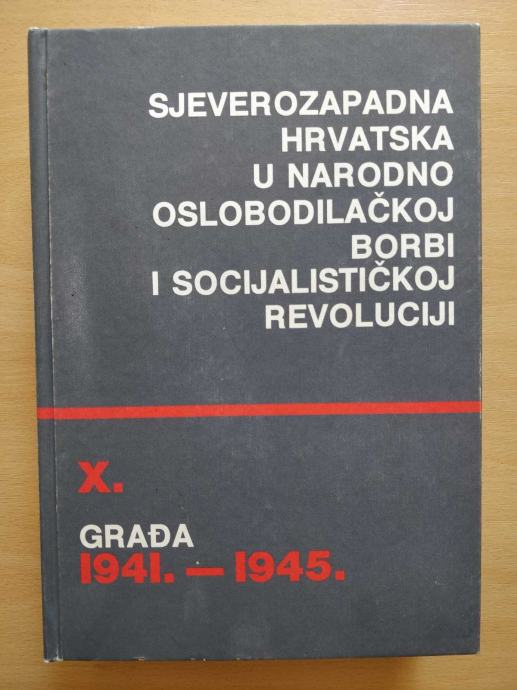 SJEVEROZAPADNA
HRVATSKA
U NARODNO
OSLOBODILAČKOJ
BORBI
I SOCIJALISTIČKOJ
REVOLUCIJI
X.
GRAĐA
1941. — 1945.